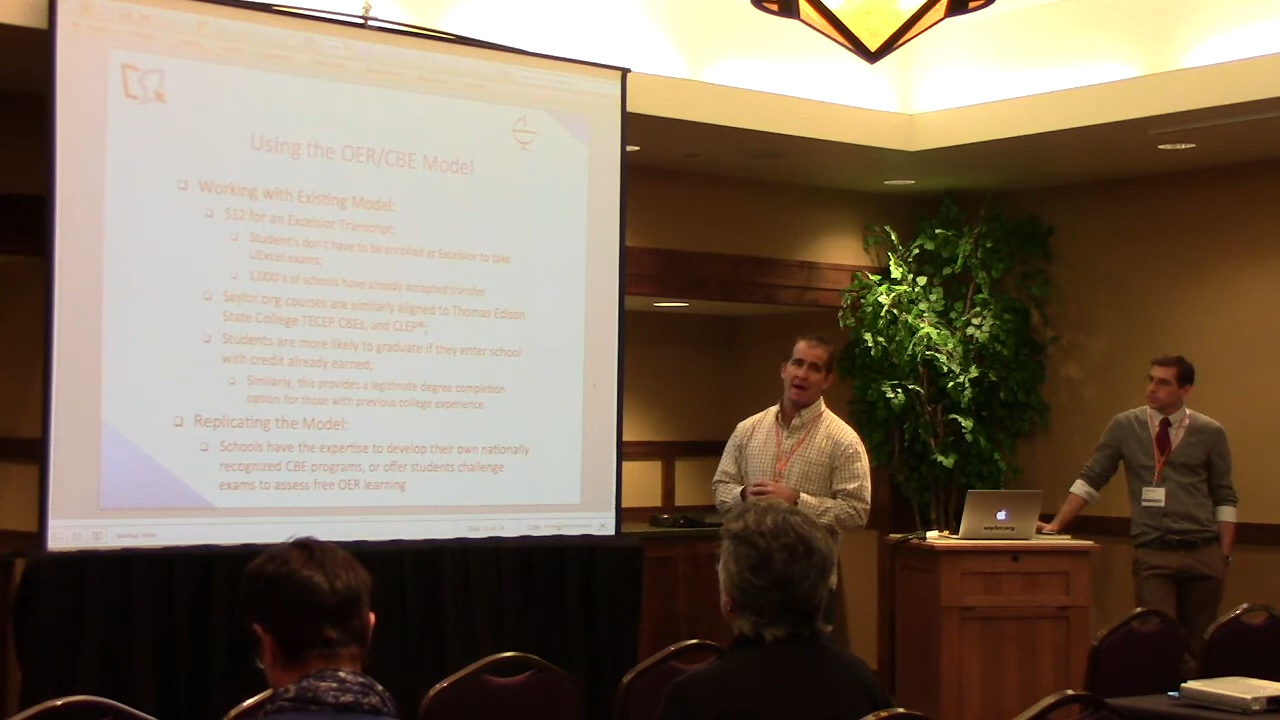 Using the OER/CBE Model
Working with Existing Model:
$12 for an Excelsior Transcript;
Student's don't have to be enrolled at Excelsior to take
UExcel exams;
1,000's of schools have already accepted transfer
Saylor.org courses are similarly aligned to Thomas Edison
State College TECEP CBEs, and CLEP®;
Students are more likely to graduate if they enter school
with credit already earned;
Similarly, this provides a legitimate degree completion
option for those with previous college experience
Replicating the Model:
Schools have the expertise to develop their own nationally
recognized CBE programs, or offer students challenge
exams to assess free OER learning
saylor.org